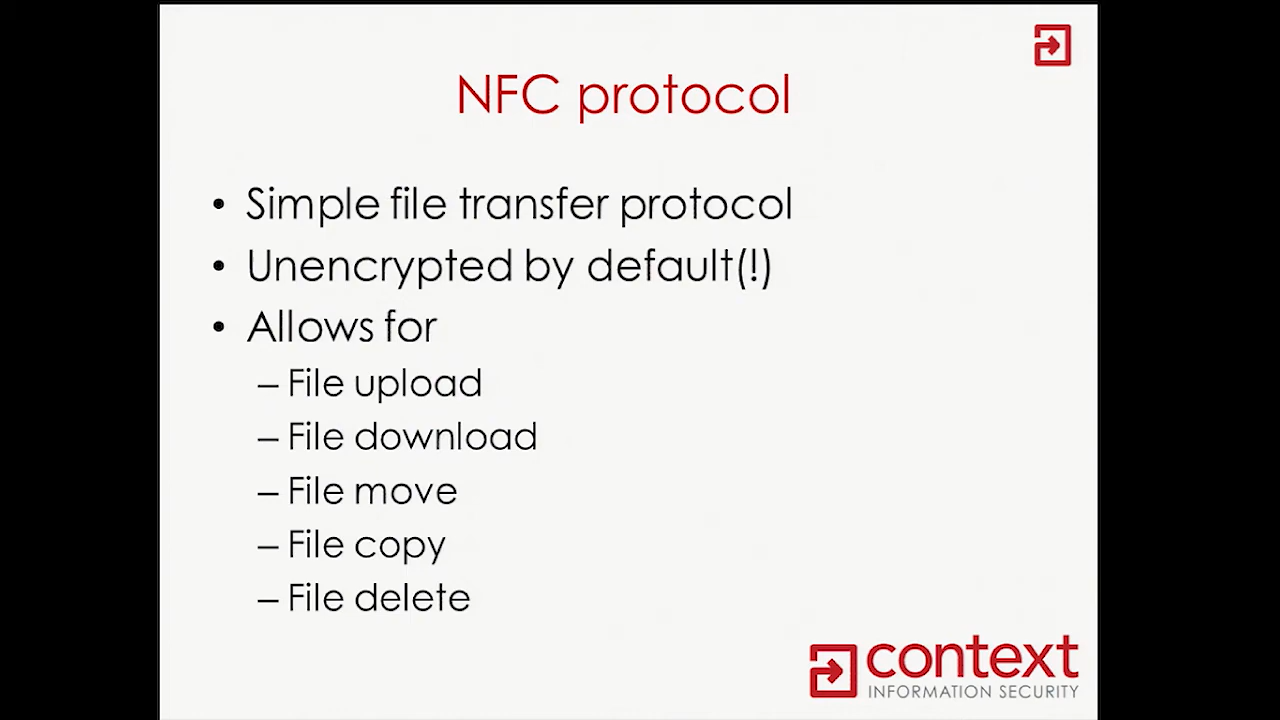 NFC protocol
• Simple file transfer protocol
• Unencrypted by default(!)
• Allows for
– File upload
– File download
– File move
– File copy
– File delete
context
INFORMATION SECURITY